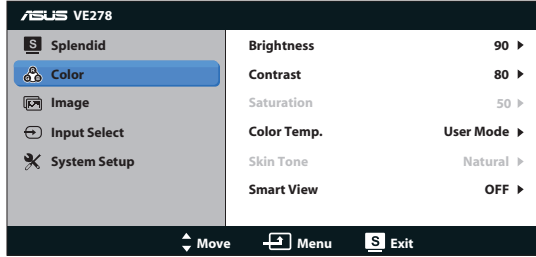 ASUS VE278
S Splendid
Color
Image
Input Select
System Setup
Brightness 90
Contrast 80
Saturation 50
Color Temp. User Mode
Skin Tone Natural
Smart View OFF
Move Menu S Exit